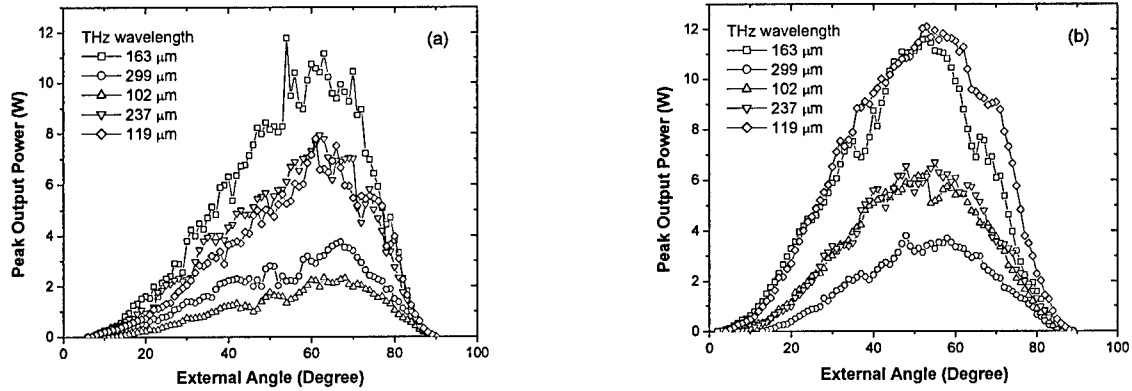 (a)
THz wavelength
163 μm
299 μm
102 μm
237 μm
119 μm
Peak Output Power (W)
12
10
8
6
4
2
0
0 20 40 60 80 100
External Angle (Degree)
(b)
THz wavelength
163 μm
299 μm
102 μm
237 μm
119 μm
Peak Output Power (W)
12
10
8
6
4
2
0
0 20 40 60 80 100
External Angle (Degree)